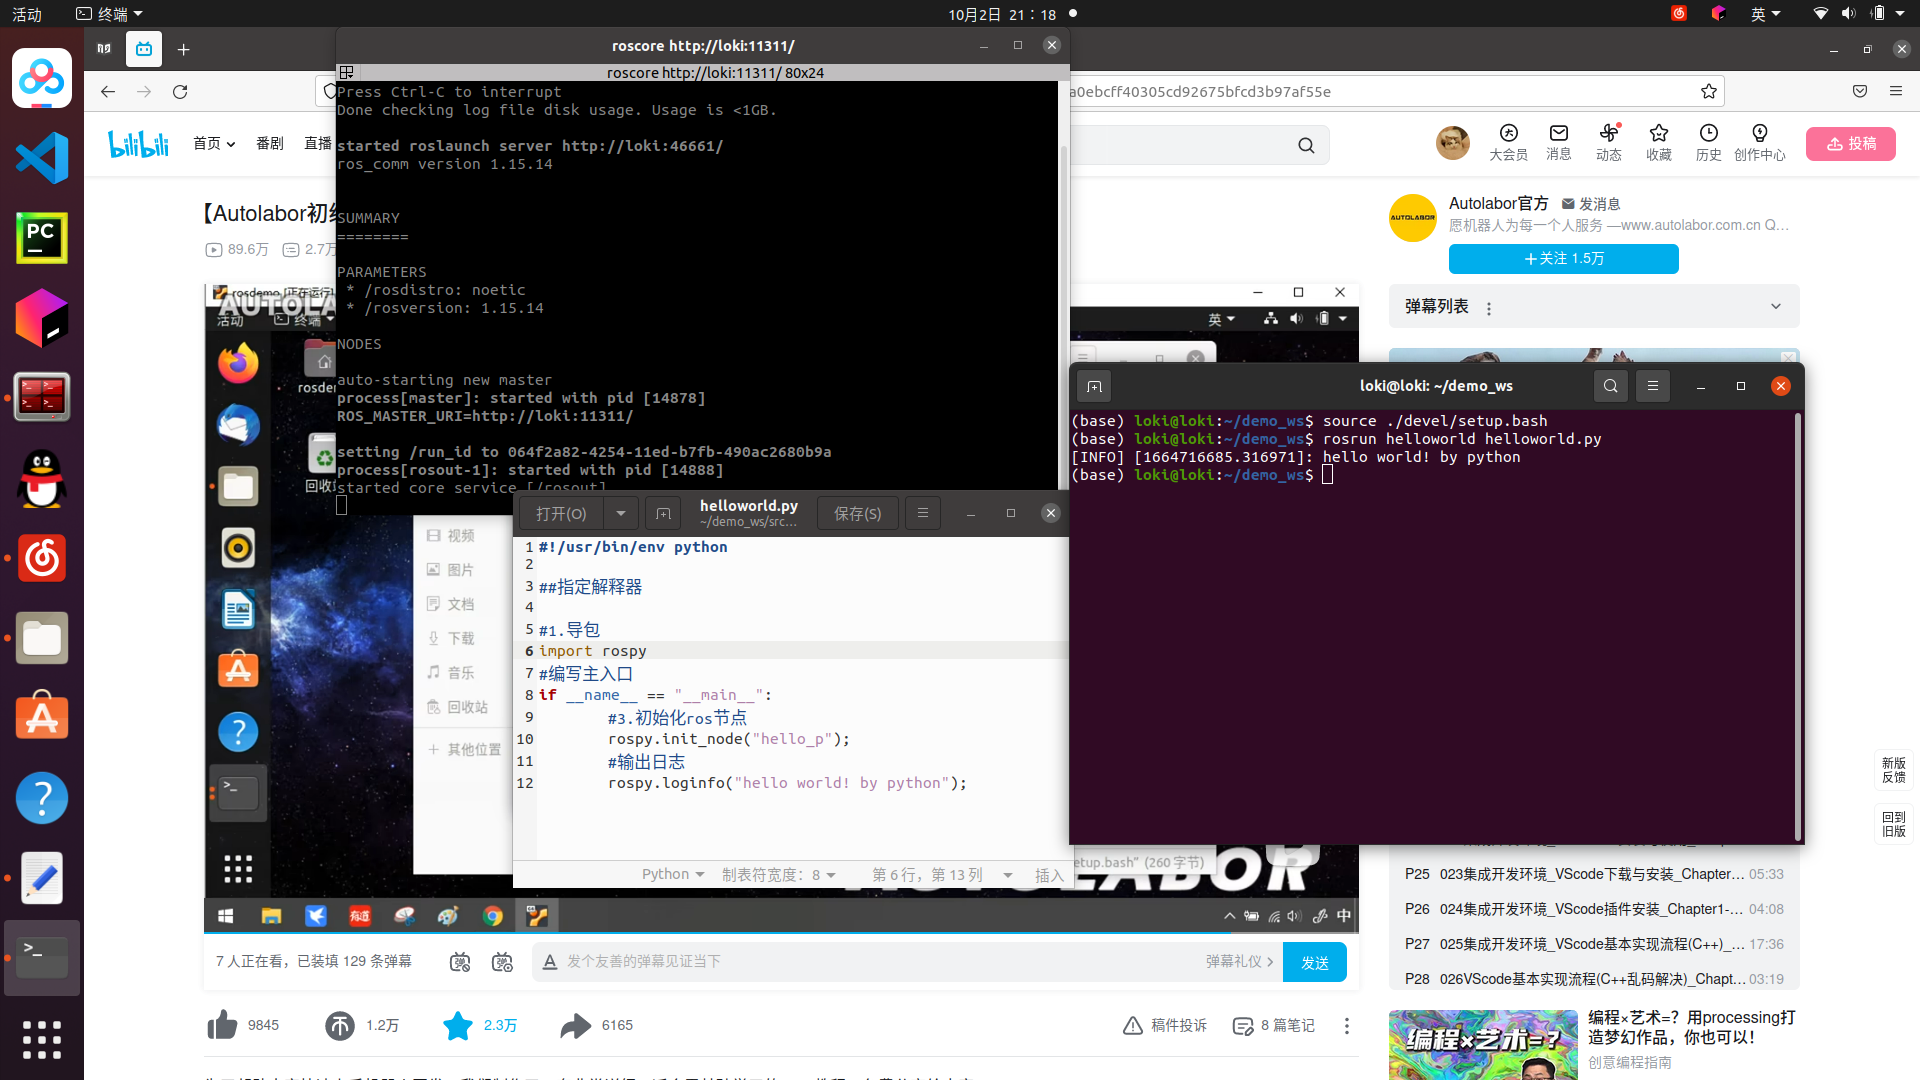 活动
终端
10月2日 21：18
英
roscore http://loki:11311/
roscore http://loki:11311/ 80x24
Press Ctrl-C to interrupt
Done checking log file disk usage. Usage is <1GB.
started roslaunch server http://loki:46661/
ros_comm version 1.15.14
SUMMARY
========
PARAMETERS
* /rosdistro: noetic
* /rosversion: 1.15.14
NODES
auto-starting new master
process[master]: started with pid [14878]
ROS_MASTER_URI=http://loki:11311/
setting /run_id to 064f2a82-4254-11ed-b7fb-490ac2680b9a
process[rosout-1]: started with pid [14888]
started core service [/rosout]
a0ebcff40305cd92675bfcd3b97af55e
bilibili
首页
番剧
直播
大会员
消息
动态
收藏
历史
创作中心
投稿
【Autolabor初级
89.6万
2.7万
Autolabor官方
发消息
愿机器人为每一个人服务 —www.autolabor.com.cn Q…
AUTOLABOR
+关注 1.5万
弹幕列表
rosdemo [正在运行]
活动
终端
英
回收站
视频
图片
文档
下载
音乐
回收站
+ 其他位置
打开(O)
helloworld.py
~/demo_ws/src…
保存(S)
1 #!/usr/bin/env python
2
3 ##指定解释器
4
5 #1.导包
6 import rospy
7 #编写主入口
8 if __name__ == "__main__":
9 #3.初始化ros节点
10 rospy.init_node("hello_p");
11 #输出日志
12 rospy.loginfo("hello world! by python");
Python
制表符宽度：8
第 6 行，第 13 列
插入
loki@loki: ~/demo_ws
(base) loki@loki:~/demo_ws$ source ./devel/setup.bash
(base) loki@loki:~/demo_ws$ rosrun helloworld helloworld.py
[INFO] [1664716685.316971]: hello world! by python
(base) loki@loki:~/demo_ws$
etup.bash” (260 字节)
AUTOLABOR
有道
中
P25 023集成开发环境_VScode下载与安装_Chapter… 05:33
P26 024集成开发环境_VScode插件安装_Chapter1-… 04:08
P27 025集成开发环境_VScode基本实现流程(C++)_… 17:36
P28 026VScode基本实现流程(C++乱码解决)_Chapt… 03:19
新版
反馈
回到
旧版
7 人正在看，已装填 129 条弹幕
发个友善的弹幕见证当下
弹幕礼仪
发送
9845
1.2万
2.3万
6165
稿件投诉
8 篇笔记
编程×艺术=？
编程×艺术=？用processing打
造梦幻作品，你也可以！
创意编程指南